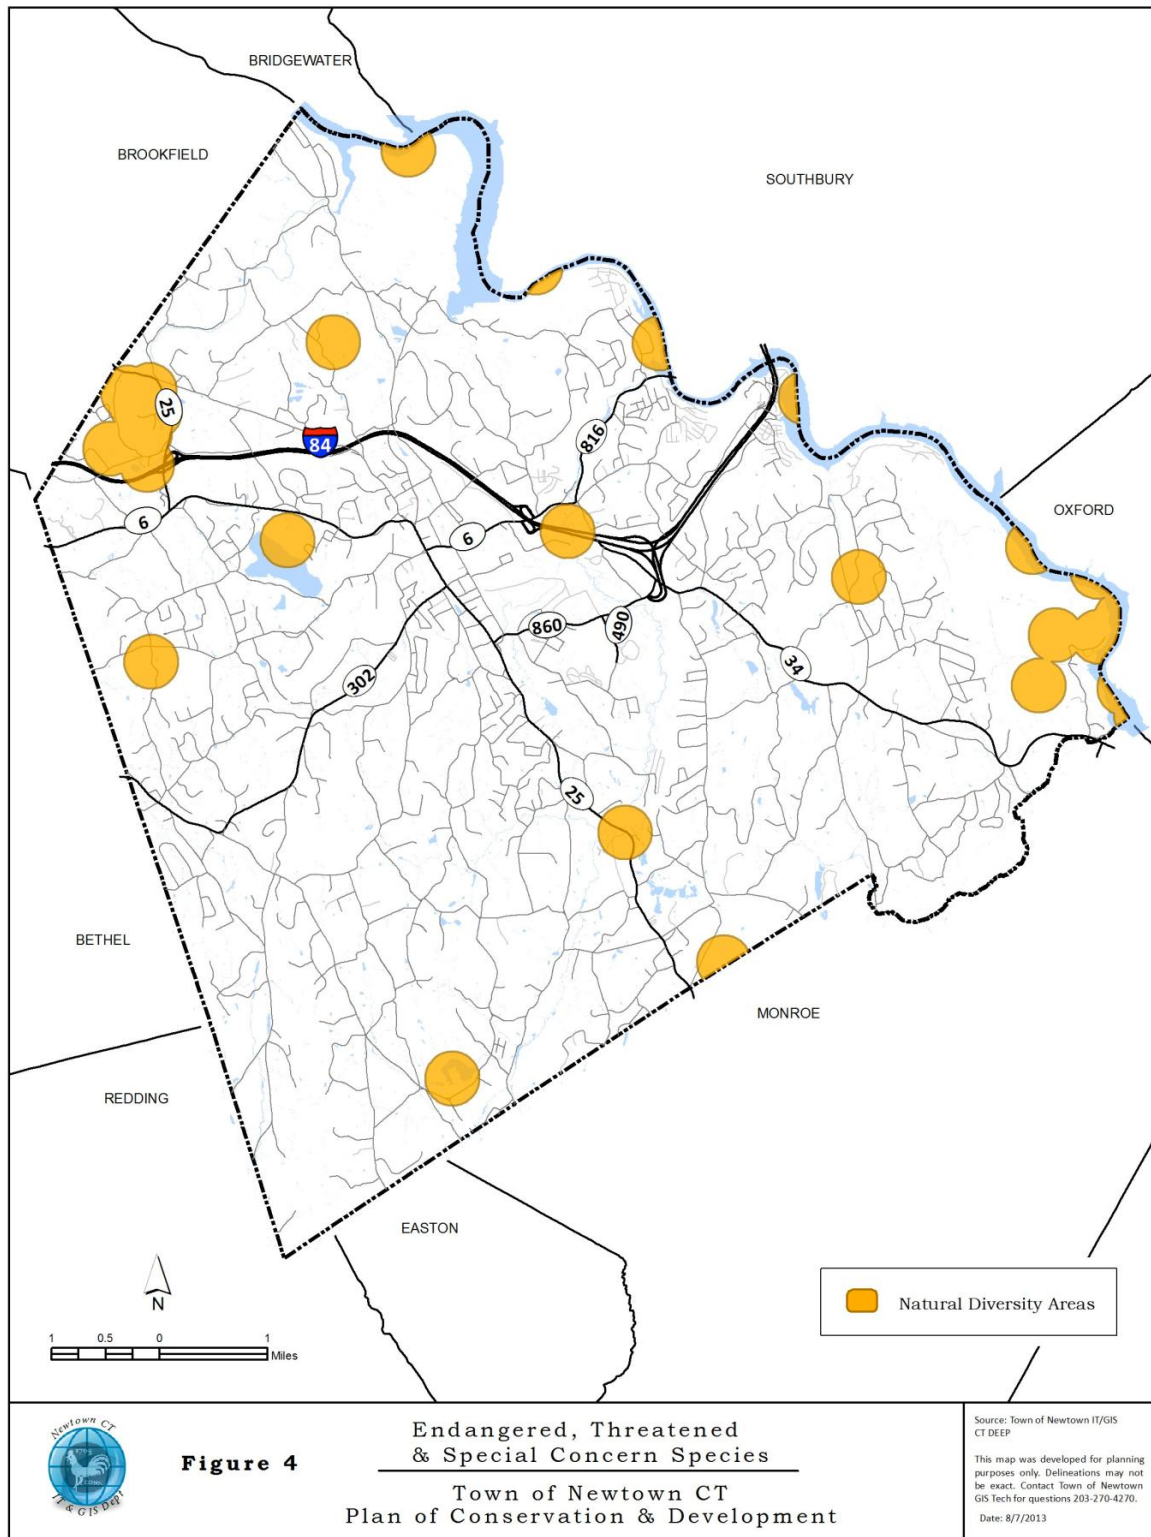 BRIDGEWATER
BROOKFIELD
SOUTHBURY
25
84
816
6
6
OXFORD
860
490
34
302
25
BETHEL
MONROE
REDDING
EASTON
N
1 0.5 0 1
Miles
Natural Diversity Areas
Newtown CT
IT & GIS Dept
Figure 4
Endangered, Threatened
& Special Concern Species
Town of Newtown CT
Plan of Conservation & Development
Source: Town of Newtown IT/GIS
CT DEEP
This map was developed for planning
purposes only. Delineations may not
be exact. Contact Town of Newtown
GIS Tech for questions 203-270-4270.
Date: 8/7/2013